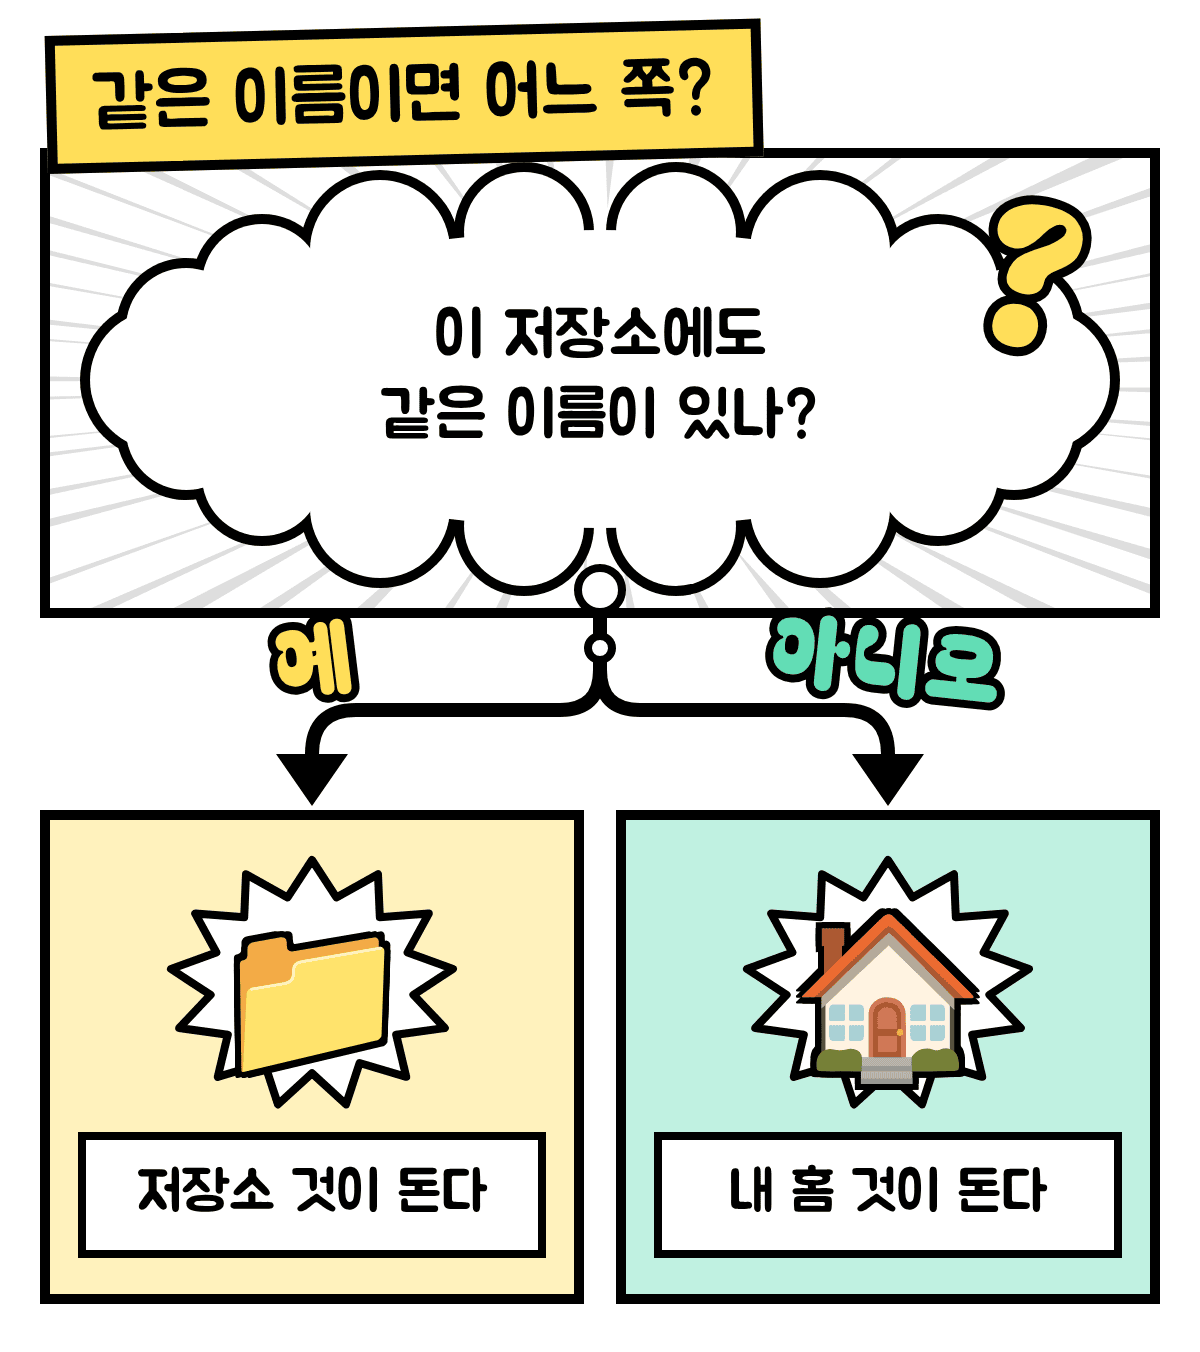 같은 이름이면 어느 쪽?
이 저장소에도
같은 이름이 있나?
예
아니오
저장소 것이 돈다
내 홈 것이 돈다